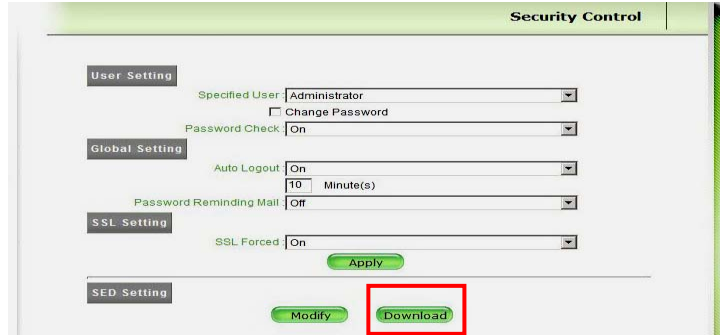 Security Control
User Setting
Specified User: Administrator
Change Password
Password Check: On
Global Setting
Auto Logout: On
10 Minute(s)
Password Reminding Mail: Off
SSL Setting
SSL Forced: On
Apply
SED Setting
Modify Download